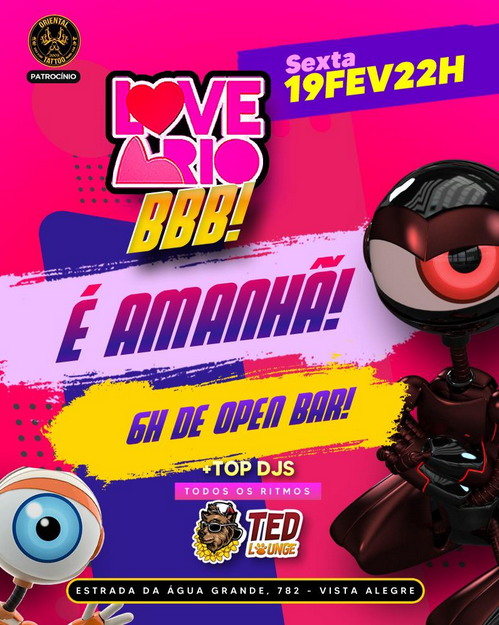 ORIENTAL
TATTOO
PATROCÍNIO
Sexta
19FEV22H
LOVE
RIO
BBB!
É AMANHÃ!
6H DE OPEN BAR!
+TOP DJS
TODOS OS RITMOS
TED
LOUNGE
ESTRADA DA ÁGUA GRANDE, 782 - VISTA ALEGRE